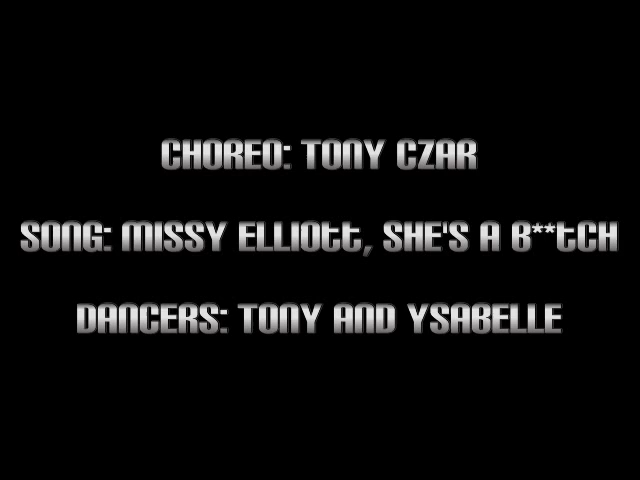 CHOREO: TONY CZAR
SONG: MISSY ELLIOtt, SHE'S A B**tCH
DANCERS: TONY AND YSABELLE